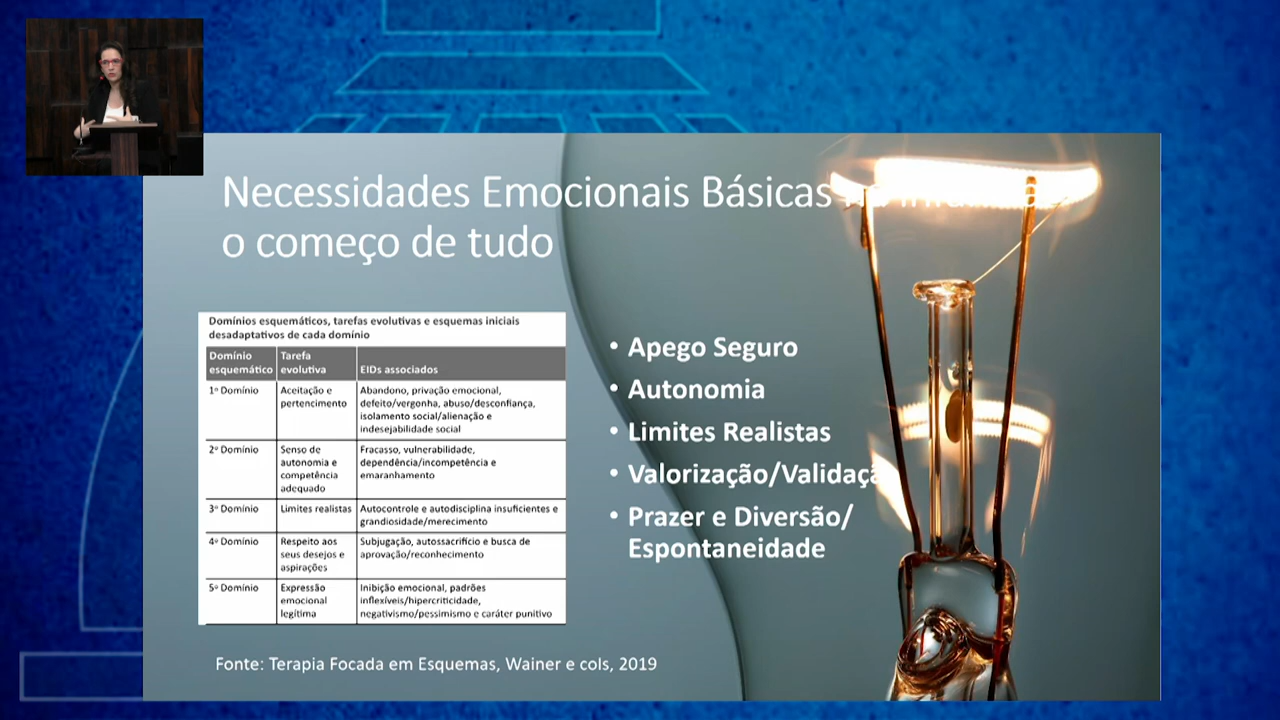 Necessidades Emocionais Básicas na infância
o começo de tudo
Domínios esquemáticos, tarefas evolutivas e esquemas iniciais
desadaptativos de cada domínio
Domínio
esquemático
Tarefa
evolutiva
EIDs associados
1º Domínio
Aceitação e
pertencimento
Abandono, privação emocional,
defeito/vergonha, abuso/desconfiança,
isolamento social/alienação e
indesejabilidade social
2º Domínio
Senso de
autonomia e
competência
adequado
Fracasso, vulnerabilidade,
dependência/incompetência e
emaranhamento
3º Domínio
Limites realistas
Autocontrole e autodisciplina insuficientes e
grandiosidade/merecimento
4º Domínio
Respeito aos
seus desejos e
aspirações
Subjugação, autossacrifício e busca de
aprovação/reconhecimento
5º Domínio
Expressão
emocional
legítima
Inibição emocional, padrões
inflexíveis/hipercriticidade,
negativismo/pessimismo e caráter punitivo
• Apego Seguro
• Autonomia
• Limites Realistas
• Valorização/Validaçã
• Prazer e Diversão/
Espontaneidade
Fonte: Terapia Focada em Esquemas, Wainer e cols, 2019